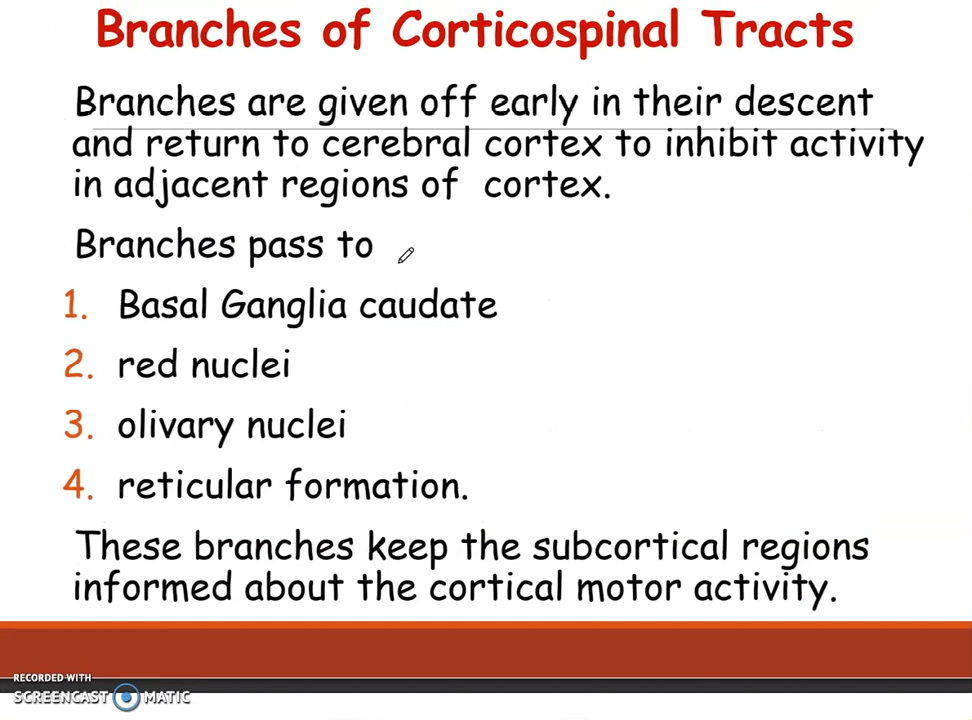 Branches of Corticospinal Tracts
Branches are given off early in their descent
and return to cerebral cortex to inhibit activity
in adjacent regions of cortex.
Branches pass to
1. Basal Ganglia caudate
2. red nuclei
3. olivary nuclei
4. reticular formation.
These branches keep the subcortical regions
informed about the cortical motor activity.
RECORDED WITH
SCREENCAST MATIC